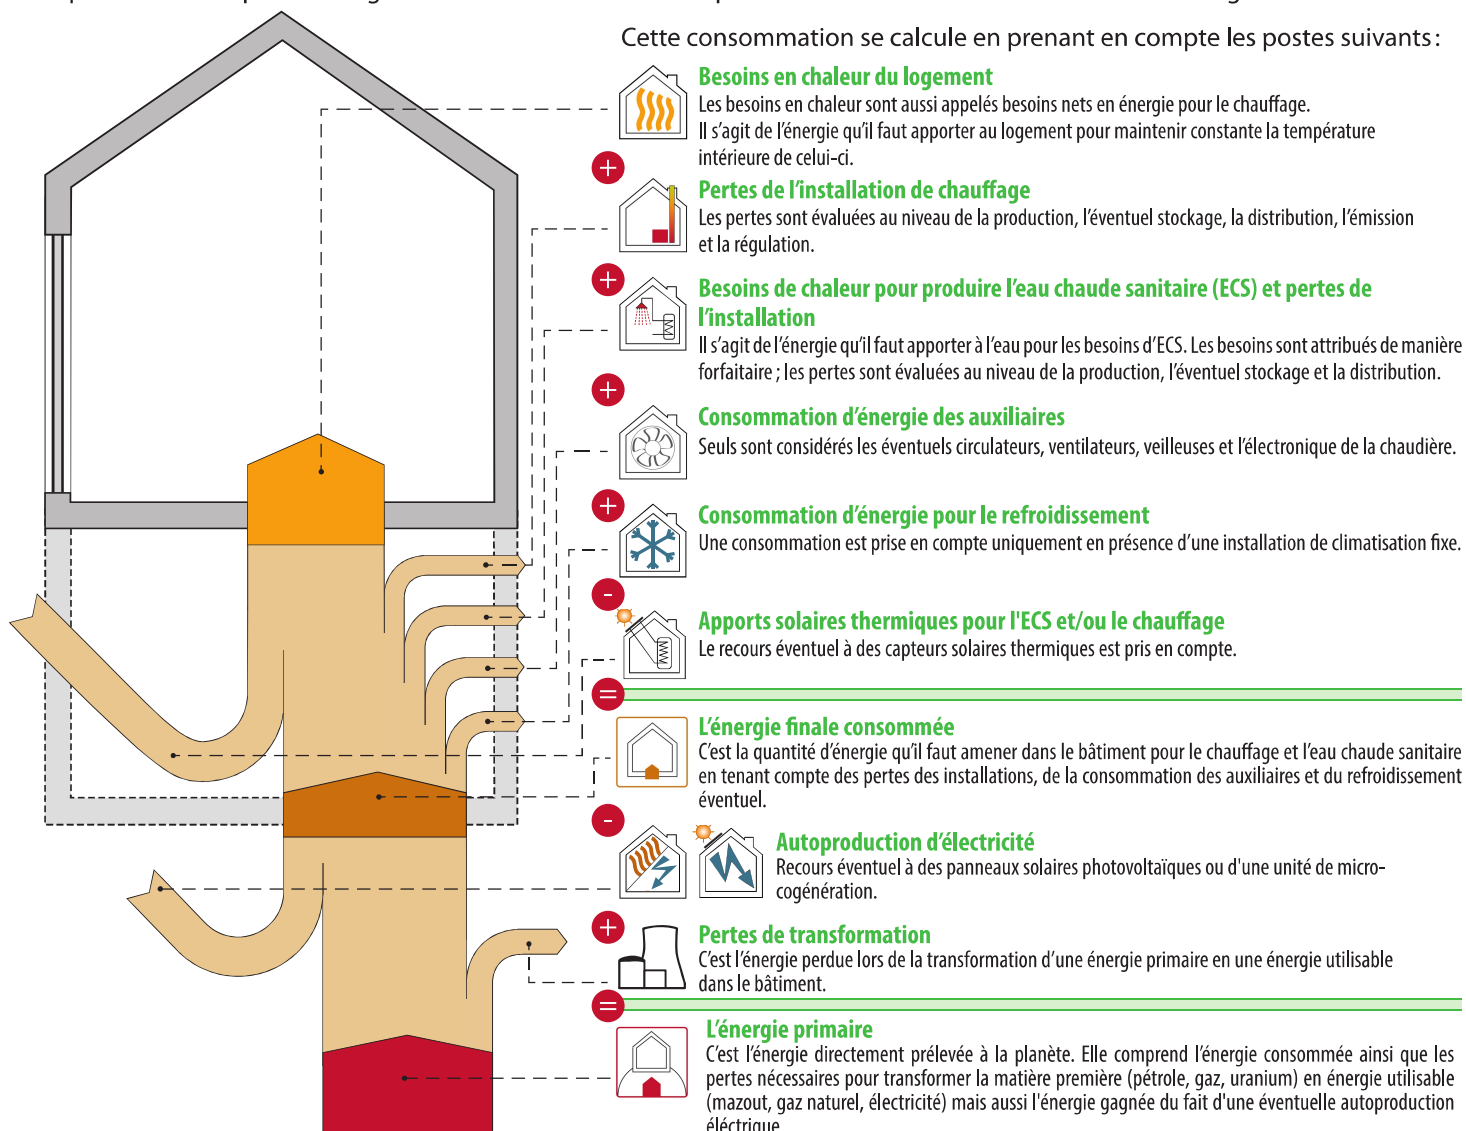 Cette consommation se calcule en prenant en compte les postes suivants :
Besoins en chaleur du logement
Les besoins en chaleur sont aussi appelés besoins nets en énergie pour le chauffage.
Il s'agit de l'énergie qu'il faut apporter au logement pour maintenir constante la température
intérieure de celui-ci.
+
Pertes de l'installation de chauffage
Les pertes sont évaluées au niveau de la production, l'éventuel stockage, la distribution, l'émission
et la régulation.
+
Besoins de chaleur pour produire l'eau chaude sanitaire (ECS) et pertes de
l'installation
Il s'agit de l'énergie qu'il faut apporter à l'eau pour les besoins d'ECS. Les besoins sont attribués de manière
forfaitaire ; les pertes sont évaluées au niveau de la production, l'éventuel stockage et la distribution.
+
Consommation d'énergie des auxiliaires
Seuls sont considérés les éventuels circulateurs, ventilateurs, veilleuses et l'électronique de la chaudière.
+
Consommation d'énergie pour le refroidissement
Une consommation est prise en compte uniquement en présence d'une installation de climatisation fixe.
-
Apports solaires thermiques pour l'ECS et/ou le chauffage
Le recours éventuel à des capteurs solaires thermiques est pris en compte.
=
L'énergie finale consommée
C'est la quantité d'énergie qu'il faut amener dans le bâtiment pour le chauffage et l'eau chaude sanitaire
en tenant compte des pertes des installations, de la consommation des auxiliaires et du refroidissement
éventuel.
-
Autoproduction d'électricité
Recours éventuel à des panneaux solaires photovoltaïques ou d'une unité de micro-
cogénération.
+
Pertes de transformation
C'est l'énergie perdue lors de la transformation d'une énergie primaire en une énergie utilisable
dans le bâtiment.
=
L'énergie primaire
C'est l'énergie directement prélevée à la planète. Elle comprend l'énergie consommée ainsi que les
pertes nécessaires pour transformer la matière première (pétrole, gaz, uranium) en énergie utilisable
(mazout, gaz naturel, électricité) mais aussi l'énergie gagnée du fait d'une éventuelle autoproduction
éléctrique